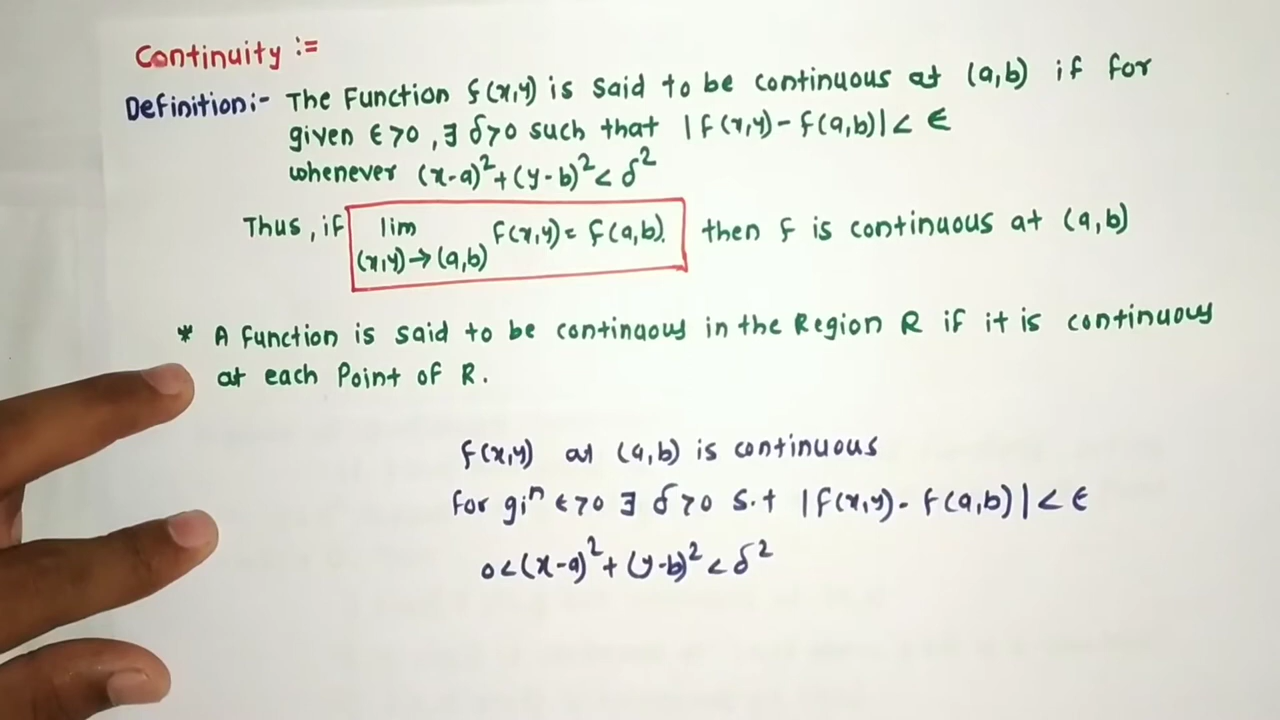 Continuity :=
Definition:- The Function f(x,y) is said to be continuous at (a,b) if for
given ϵ>0, ∃ δ>0 such that |f(x,y) - f(a,b)| < ϵ
whenever (x-a)²+(y-b)² < δ²
Thus, if lim f(x,y) = f(a,b). then f is continuous at (a,b)
(x,y)→(a,b)
* A function is said to be continuous in the Region R if it is continuous
at each Point of R.
f(x,y) at (a,b) is continuous
for giⁿ ϵ>0 ∃ δ>0 s.t |f(x,y) - f(a,b)| < ϵ
0<(x-a)²+(y-b)²<δ²